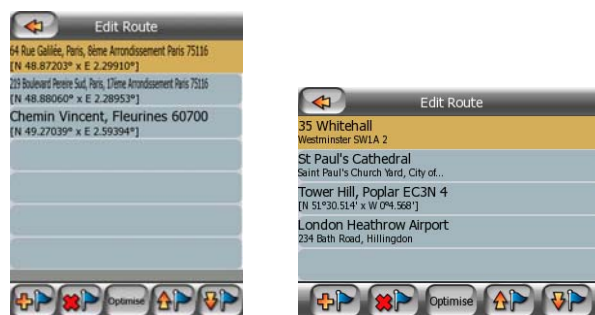 Edit Route
64 Rue Galilée, Paris, 8ème Arrondissement Paris 75116
[N 48.87203° x E 2.29910°]
219 Boulevard Pereire Sud, Paris, 17ème Arrondissement Paris 75116
[N 48.88060° x E 2.28953°]
Chemin Vincent, Fleurines 60700
[N 49.27039° x E 2.59394°]
Optimise
Edit Route
35 Whitehall
Westminster SW1A 2
St Paul's Cathedral
Saint Paul's Church Yard, City of...
Tower Hill, Poplar EC3N 4
[N 51°30.514' x W 0°4.568']
London Heathrow Airport
234 Bath Road, Hillingdon
Optimise